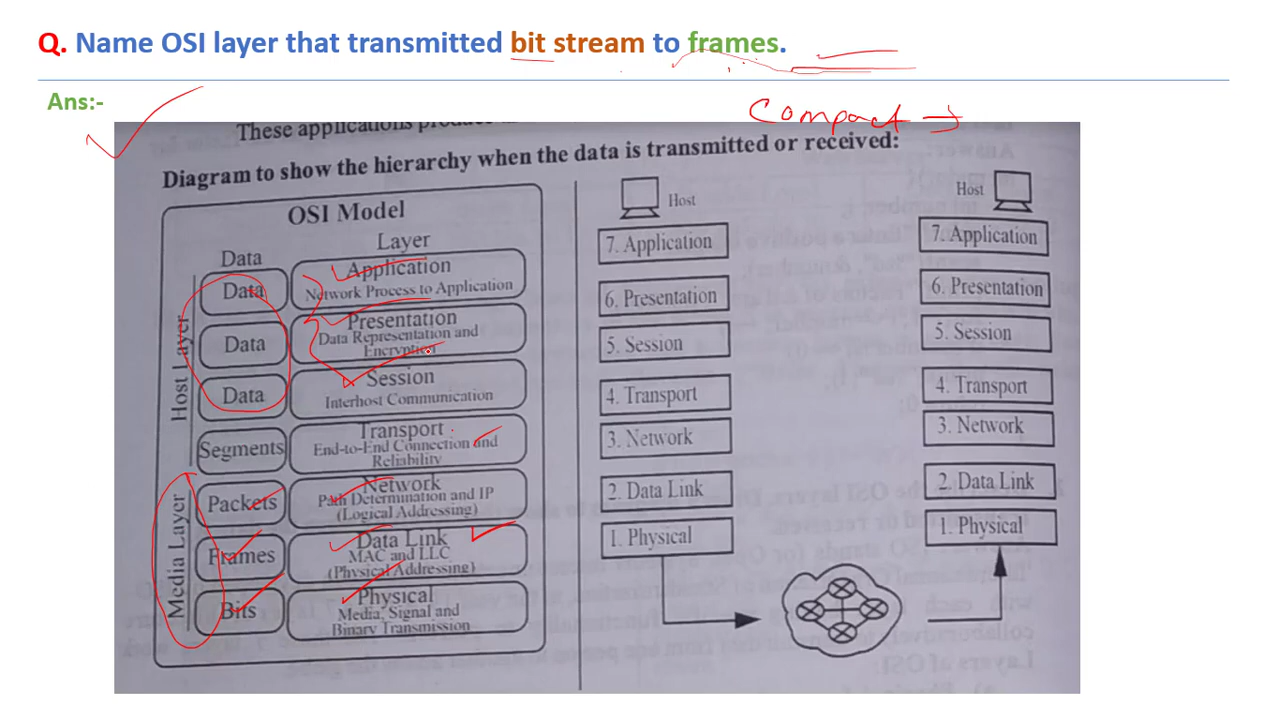 Q. Name OSI layer that transmitted bit stream to frames.
Ans:-
Compact
Diagram to show the hierarchy when the data is transmitted or received:
OSI Model
Data
Layer
Host Layer
Data
Application
Network Process to Application
Data
Presentation
Data Representation and
Encryption
Data
Session
Interhost Communication
Segments
Transport
End-to-End Connection and
Reliability
Media Layer
Packets
Network
Path Determination and IP
(Logical Addressing)
Frames
Data Link
MAC and LLC
(Physical Addressing)
Bits
Physical
Media, Signal and
Binary Transmission
Host
7. Application
6. Presentation
5. Session
4. Transport
3. Network
2. Data Link
1. Physical
Host
7. Application
6. Presentation
5. Session
4. Transport
3. Network
2. Data Link
1. Physical